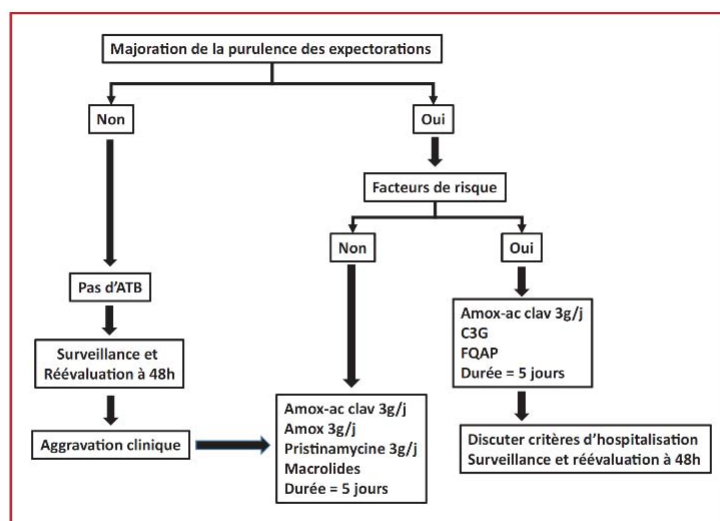 Majoration de la purulence des expectorations
Non
Oui
Facteurs de risque
Non
Oui
Pas d’ATB
Surveillance et
Réévaluation à 48h
Aggravation clinique
Amox-ac clav 3g/j
Amox 3g/j
Pristinamycine 3g/j
Macrolides
Durée = 5 jours
Amox-ac clav 3g/j
C3G
FQAP
Durée = 5 jours
Discuter critères d’hospitalisation
Surveillance et réévaluation à 48h